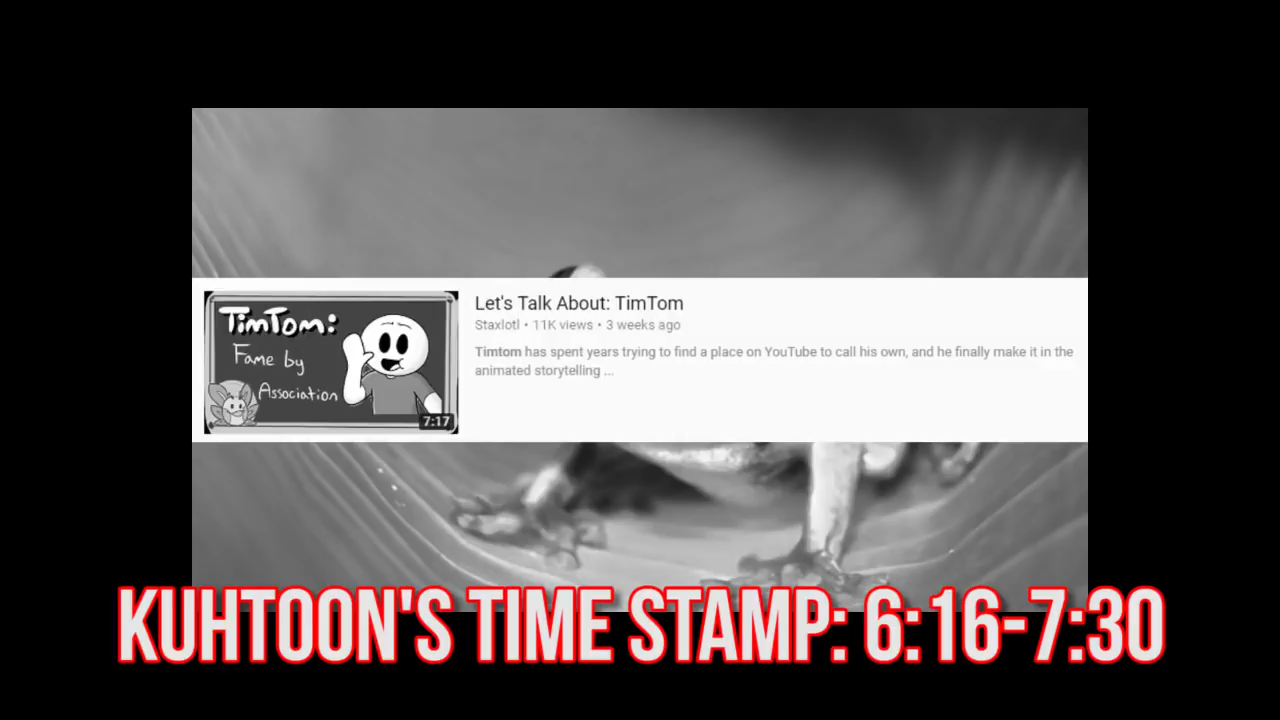 TimTom:
Fame by
Association
7:17
Let's Talk About: TimTom
Staxlotl • 11K views • 3 weeks ago
Timtom has spent years trying to find a place on YouTube to call his own, and he finally make it in the
animated storytelling ...
KUHTOON'S TIME STAMP: 6:16-7:30